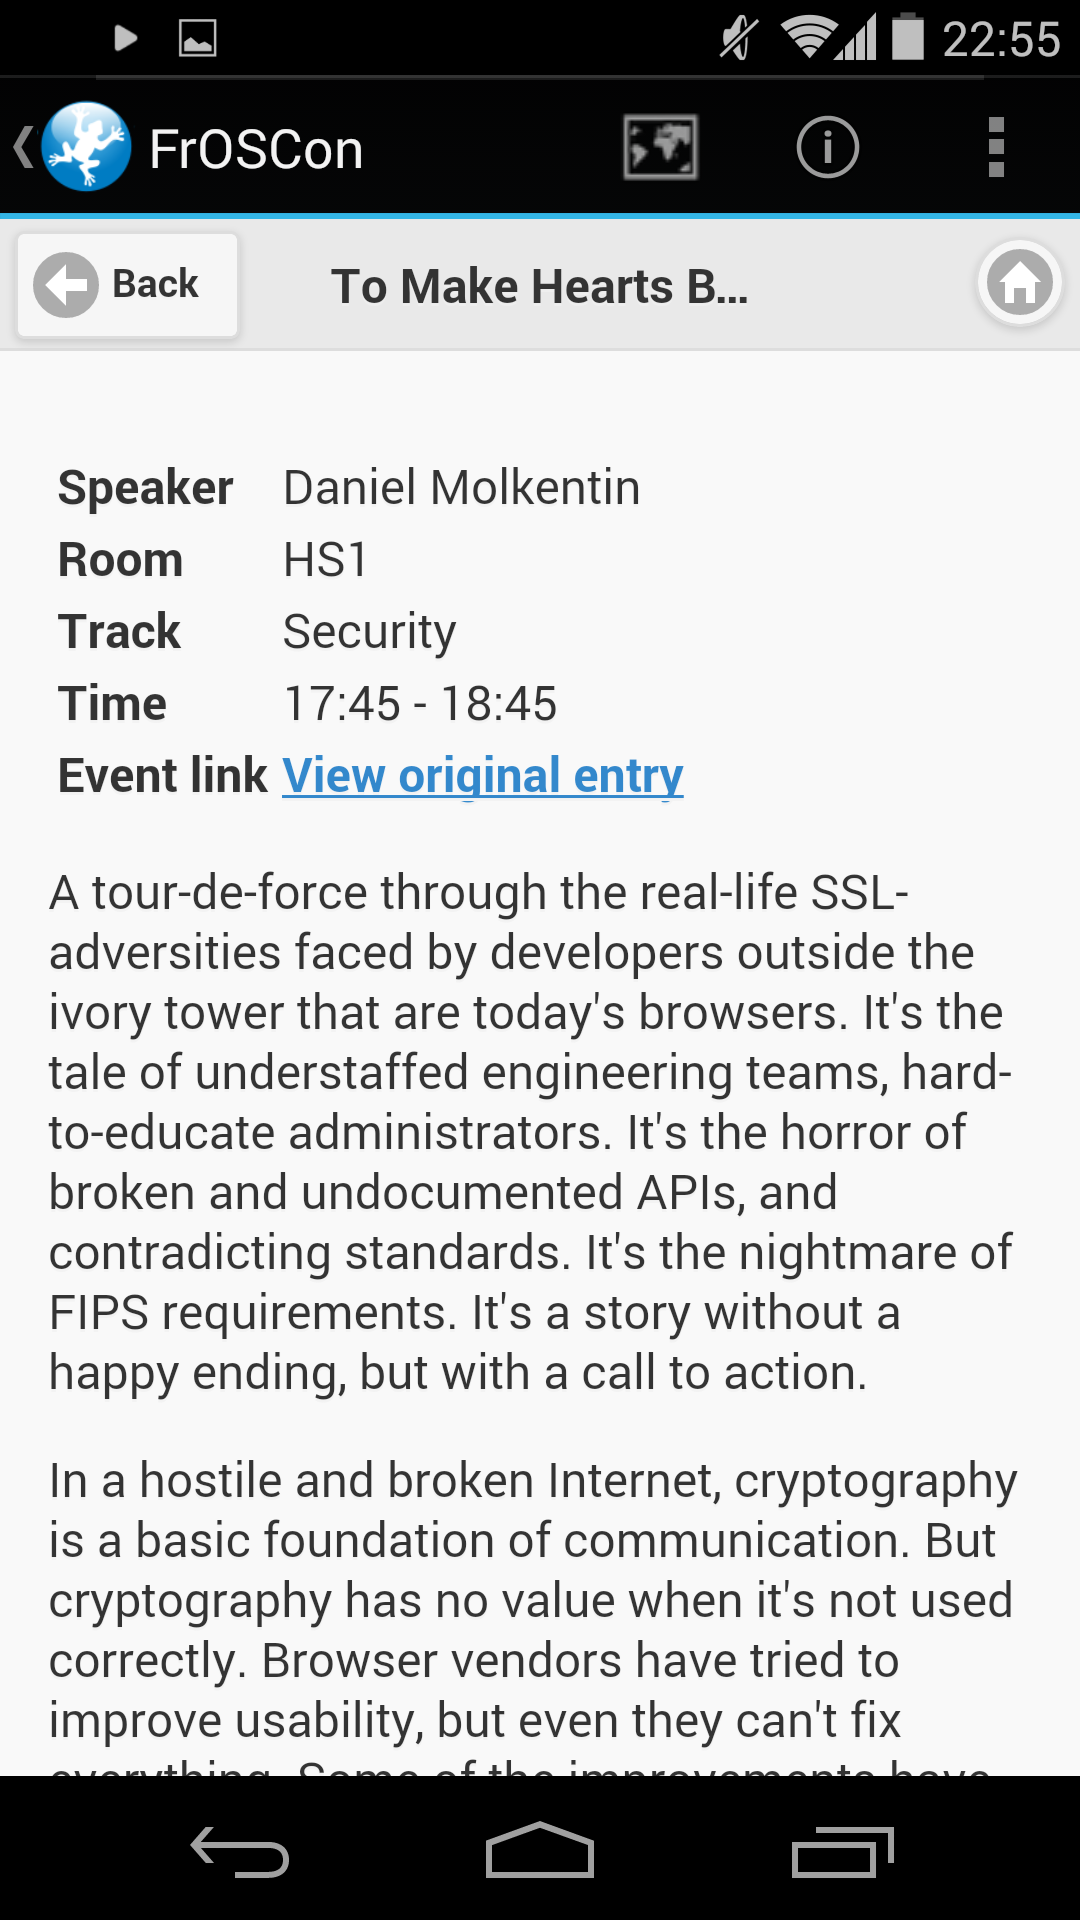 22:55
FrOSCon
Back
To Make Hearts B...
Speaker Daniel Molkentin
Room HS1
Track Security
Time 17:45 - 18:45
Event link View original entry
A tour-de-force through the real-life SSL-
adversities faced by developers outside the
ivory tower that are today's browsers. It's the
tale of understaffed engineering teams, hard-
to-educate administrators. It's the horror of
broken and undocumented APIs, and
contradicting standards. It's the nightmare of
FIPS requirements. It's a story without a
happy ending, but with a call to action.
In a hostile and broken Internet, cryptography
is a basic foundation of communication. But
cryptography has no value when it's not used
correctly. Browser vendors have tried to
improve usability, but even they can't fix
everything. Some of the improvements have